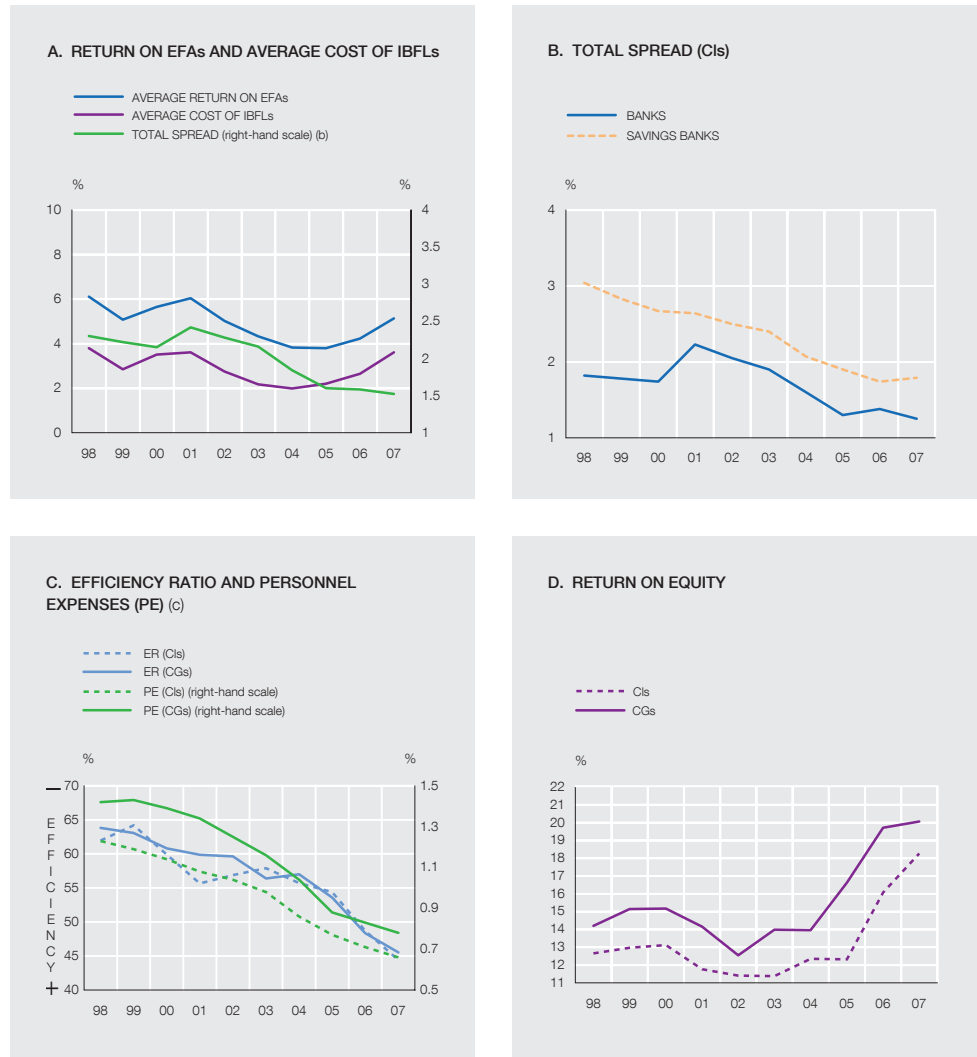 A. RETURN ON EFAs AND AVERAGE COST OF IBFLs
AVERAGE RETURN ON EFAs
AVERAGE COST OF IBFLs
TOTAL SPREAD (right-hand scale) (b)
% %
10 4
8 3.5
6 3
4 2.5
2 2
0 1.5
1
98 99 00 01 02 03 04 05 06 07
B. TOTAL SPREAD (CIs)
BANKS
SAVINGS BANKS
%
4
3
2
1
98 99 00 01 02 03 04 05 06 07
C. EFFICIENCY RATIO AND PERSONNEL
EXPENSES (PE) (c)
ER (CIs)
ER (CGs)
PE (CIs) (right-hand scale)
PE (CGs) (right-hand scale)
% %
− 70 1.5
65 1.3
60 1.1
55 0.9
50 0.7
45 0.5
+ 40
EFFICIENCY
98 99 00 01 02 03 04 05 06 07
D. RETURN ON EQUITY
CIs
CGs
%
22
21
20
19
18
17
16
15
14
13
12
11
98 99 00 01 02 03 04 05 06 07